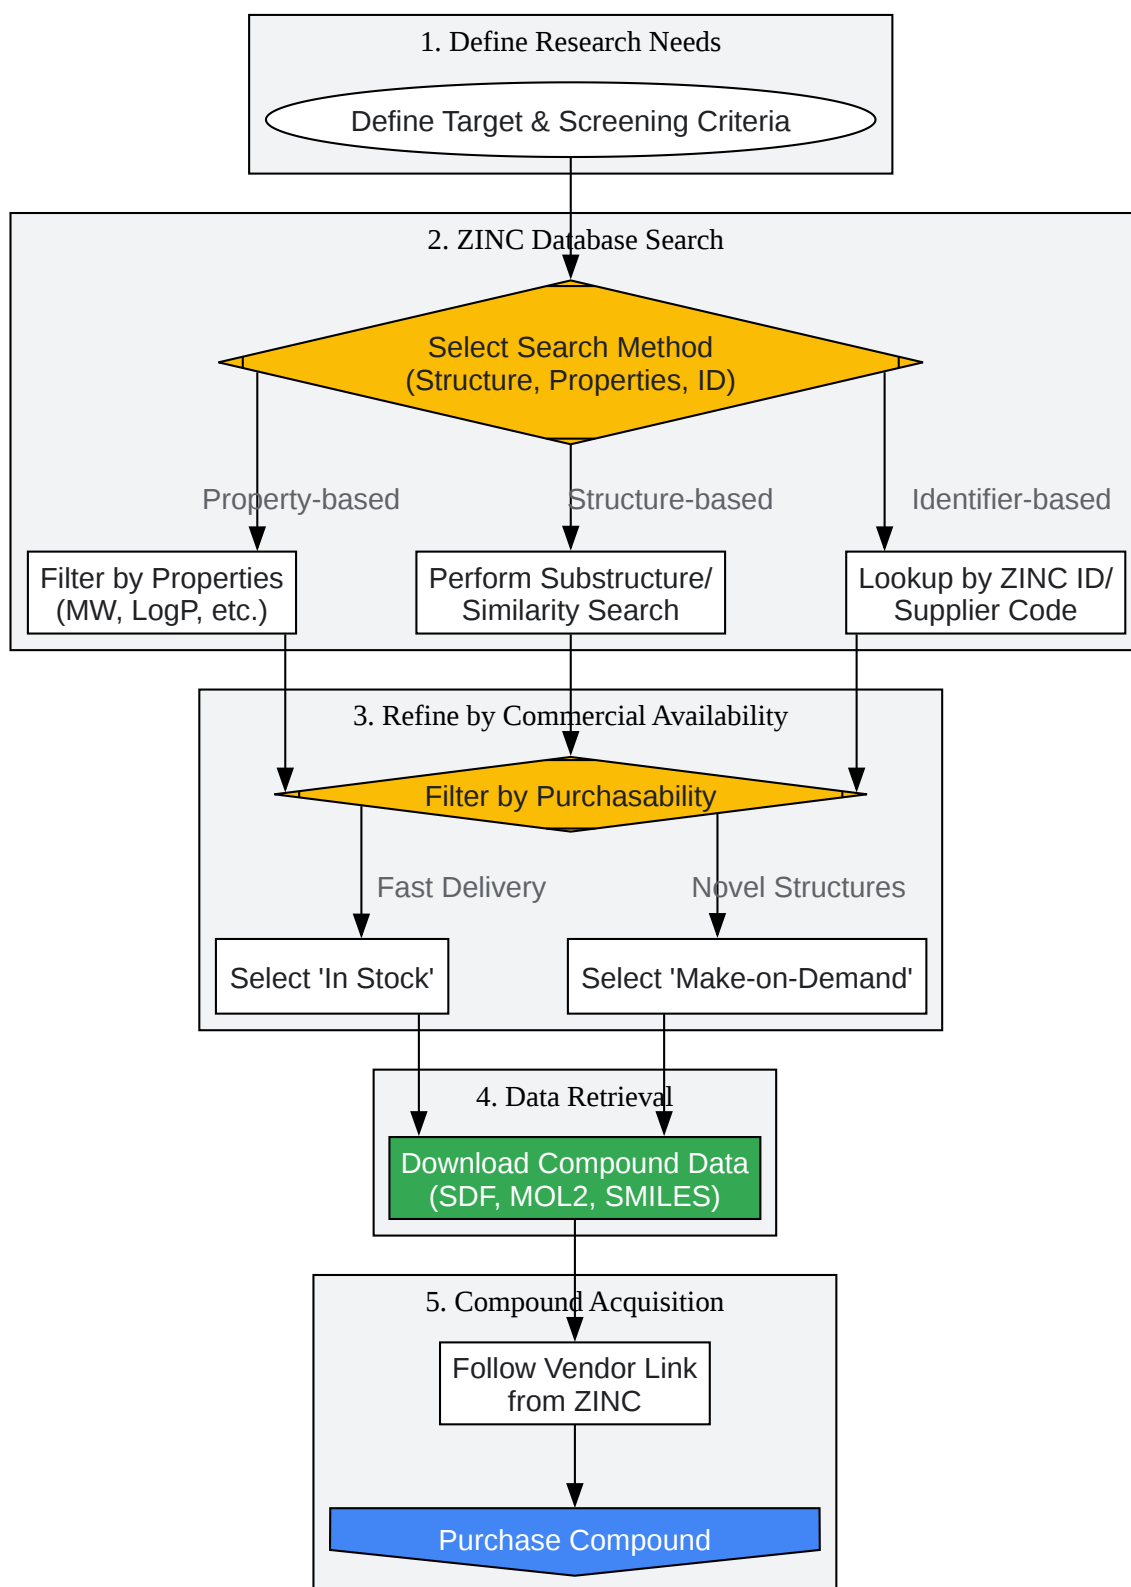 1. Define Research Needs
Define Target & Screening Criteria
2. ZINC Database Search
Select Search Method
(Structure, Properties, ID)
Property-based
Structure-based
Identifier-based
Filter by Properties
(MW, LogP, etc.)
Perform Substructure/
Similarity Search
Lookup by ZINC ID/
Supplier Code
3. Refine by Commercial Availability
Filter by Purchasability
Fast Delivery
Novel Structures
Select 'In Stock'
Select 'Make-on-Demand'
4. Data Retrieval
Download Compound Data
(SDF, MOL2, SMILES)
5. Compound Acquisition
Follow Vendor Link
from ZINC
Purchase Compound